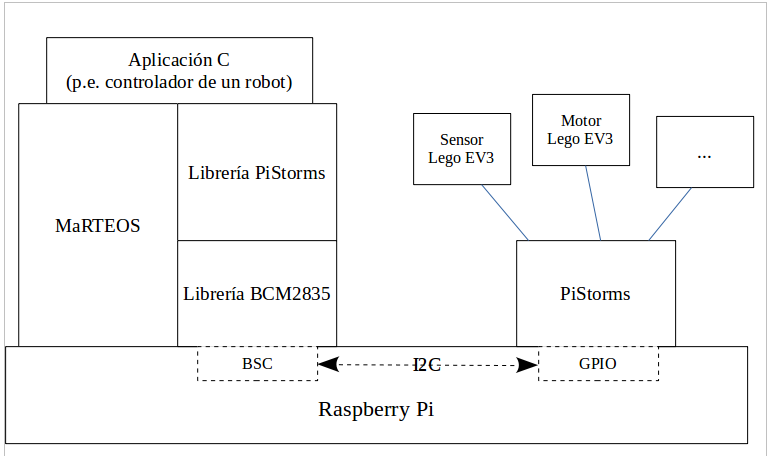 Aplicación C
(p.e. controlador de un robot)
MaRTEOS
Librería PiStorms
Librería BCM2835
Sensor
Lego EV3
Motor
Lego EV3
...
PiStorms
BSC
I2C
GPIO
Raspberry Pi